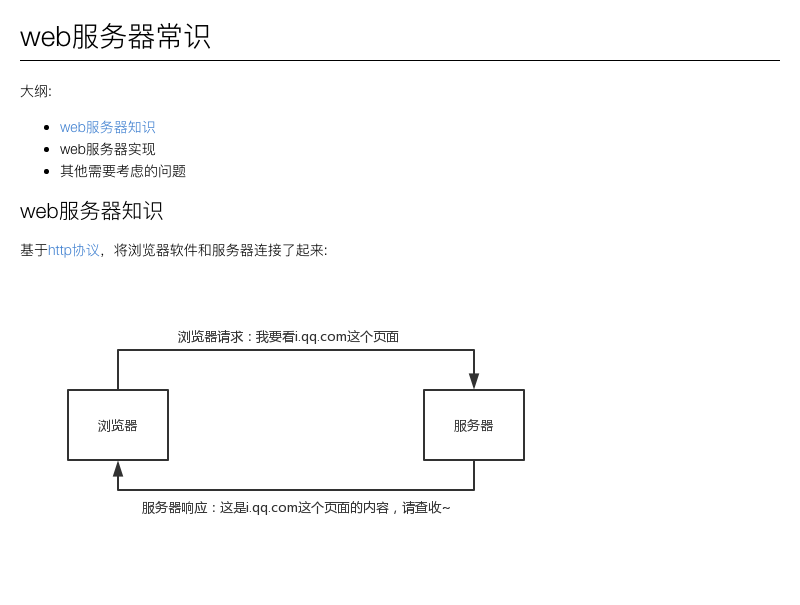 web服务器常识
大纲:
web服务器知识
web服务器实现
其他需要考虑的问题
web服务器知识
基于http协议，将浏览器软件和服务器连接了起来:
浏览器请求：我要看i.qq.com这个页面
浏览器
服务器
服务器响应：这是i.qq.com这个页面的内容，请查收~